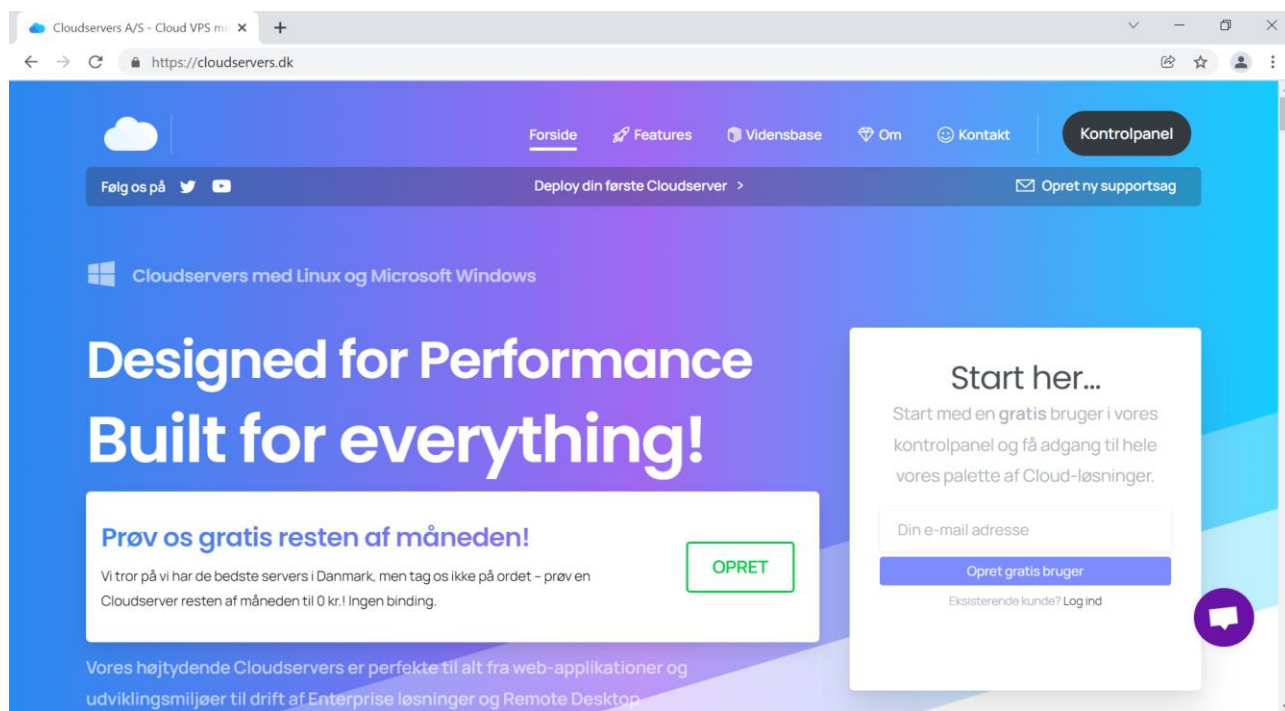 Cloudservers A/S - Cloud VPS me
https://cloudservers.dk
Forside Features Vidensbase Om Kontakt Kontrolpanel
Følg os på Deploy din første Cloudserver > Opret ny supportsag
Cloudservers med Linux og Microsoft Windows
Designed for Performance
Built for everything!
Prøv os gratis resten af måneden!
Vi tror på vi har de bedste servers i Danmark, men tag os ikke på ordet – prøv en
Cloudserver resten af måneden til 0 kr.! Ingen binding.
OPRET
Vores højtydende Cloudservers er perfekte til alt fra web-applikationer og
udviklingsmiljøer til drift af Enterprise løsninger og Remote Desktop
Start her...
Start med en gratis bruger i vores
kontrolpanel og få adgang til hele
vores palette af Cloud-løsninger.
Din e-mail adresse
Opret gratis bruger
Eksisterende kunde? Log ind